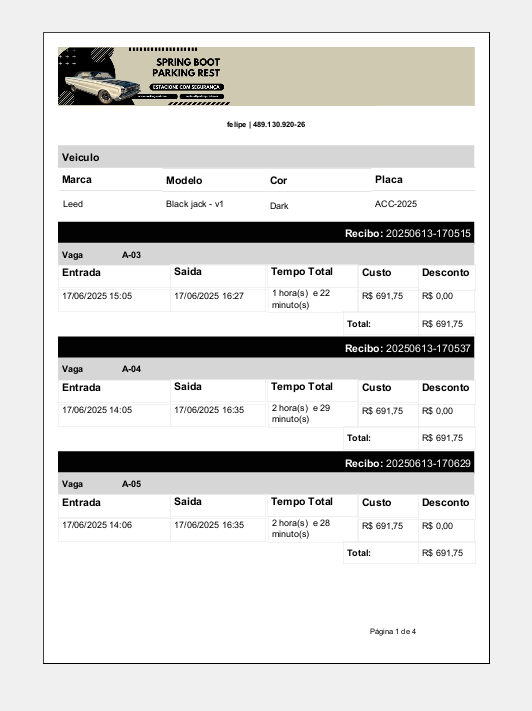 SPRING BOOT
PARKING REST
ESTACIONE COM SEGURANÇA
felipe | 489.130.920-26
Veiculo
Marca Modelo Cor Placa
Leed Black jack - v1 Dark ACC-2025
Recibo: 20250613-170515
Vaga A-03
Entrada Saida Tempo Total Custo Desconto
17/06/2025 15:05 17/06/2025 16:27 1 hora(s) e 22 R$ 691,75 R$ 0,00
minuto(s)
Total: R$ 691,75
Recibo: 20250613-170537
Vaga A-04
Entrada Saida Tempo Total Custo Desconto
17/06/2025 14:05 17/06/2025 16:35 2 hora(s) e 29 R$ 691,75 R$ 0,00
minuto(s)
Total: R$ 691,75
Recibo: 20250613-170629
Vaga A-05
Entrada Saida Tempo Total Custo Desconto
17/06/2025 14:06 17/06/2025 16:35 2 hora(s) e 28 R$ 691,75 R$ 0,00
minuto(s)
Total: R$ 691,75
Página 1 de 4